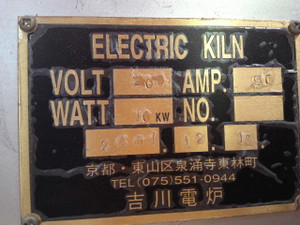 ELECTRIC KILN
VOLT AMP
WATT 10 KW NO.
京都・東山区泉涌寺東林町
TEL (075)551-0944
吉川電炉